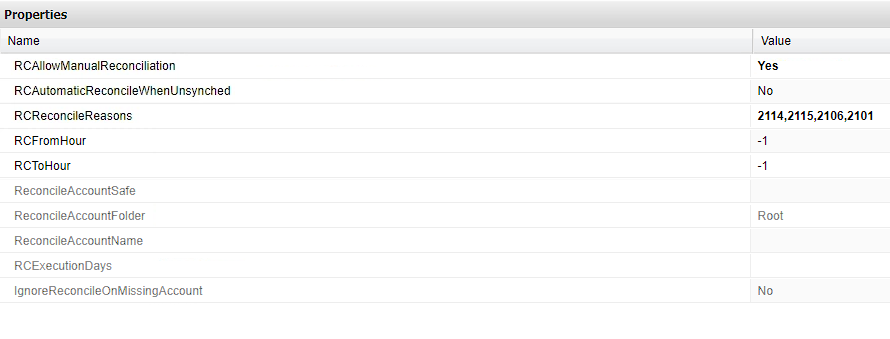 Properties
Name Value
RCAllowManualReconciliation Yes
RCAutomaticReconcileWhenUnsynched No
RCReconcileReasons 2114,2115,2106,2101
RCFromHour -1
RCToHour -1
ReconcileAccountSafe
ReconcileAccountFolder Root
ReconcileAccountName
RCExecutionDays
IgnoreReconcileOnMissingAccount No